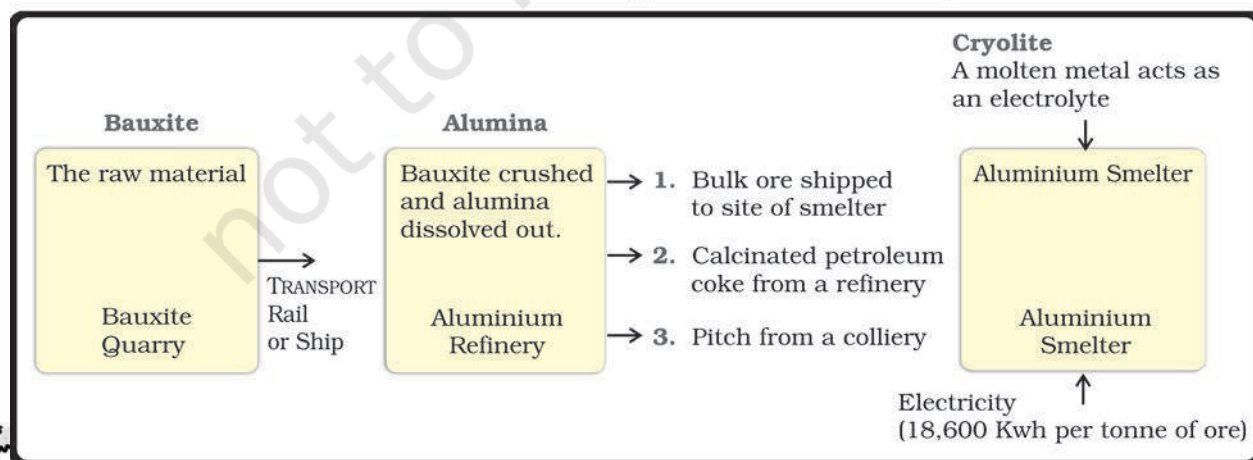 Bauxite
The raw material
Bauxite
Quarry
TRANSPORT
Rail
or Ship
Alumina
Bauxite crushed
and alumina
dissolved out.
Aluminium
Refinery
1. Bulk ore shipped
to site of smelter
2. Calcinated petroleum
coke from a refinery
3. Pitch from a colliery
Cryolite
A molten metal acts as
an electrolyte
Aluminium Smelter
Aluminium
Smelter
Electricity
(18,600 Kwh per tonne of ore)
not to